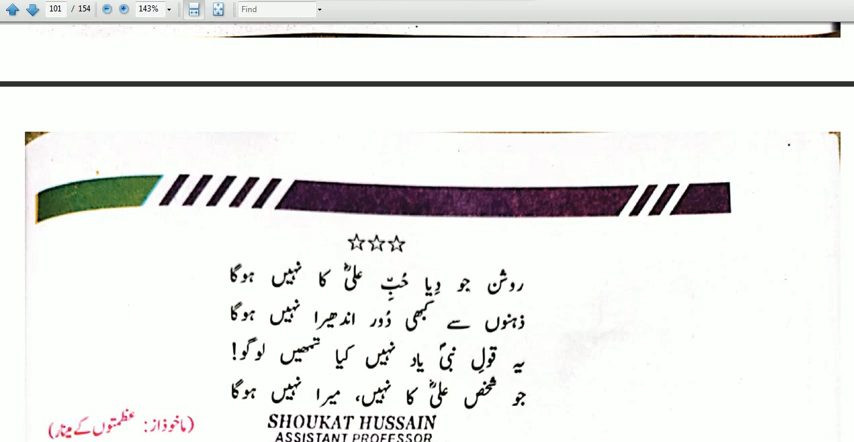 101 / 154 143% Find
☆☆☆
روشن جو دِیا حُبِّ علیؓ کا نہیں ہوگا
ذہنوں سے کبھی دُور اندھیرا نہیں ہوگا
یہ قولِ نبیؐ یاد نہیں کیا تمھیں لوگو!
جو شخص علیؓ کا نہیں، میرا نہیں ہوگا
(ماخوذ از: عظمتوں کے مینار)
SHOUKAT HUSSAIN
ASSISTANT PROFESSOR